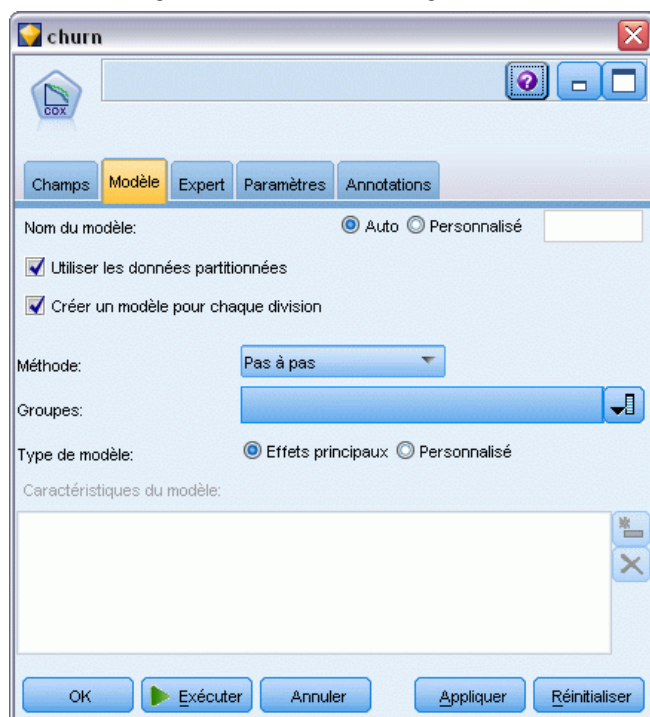 churn
COX
Champs Modèle Expert Paramètres Annotations
Nom du modèle: Auto Personnalisé
Utiliser les données partitionnées
Créer un modèle pour chaque division
Méthode: Pas à pas
Groupes:
Type de modèle: Effets principaux Personnalisé
Caractéristiques du modèle:
OK Exécuter Annuler Appliquer Réinitialiser